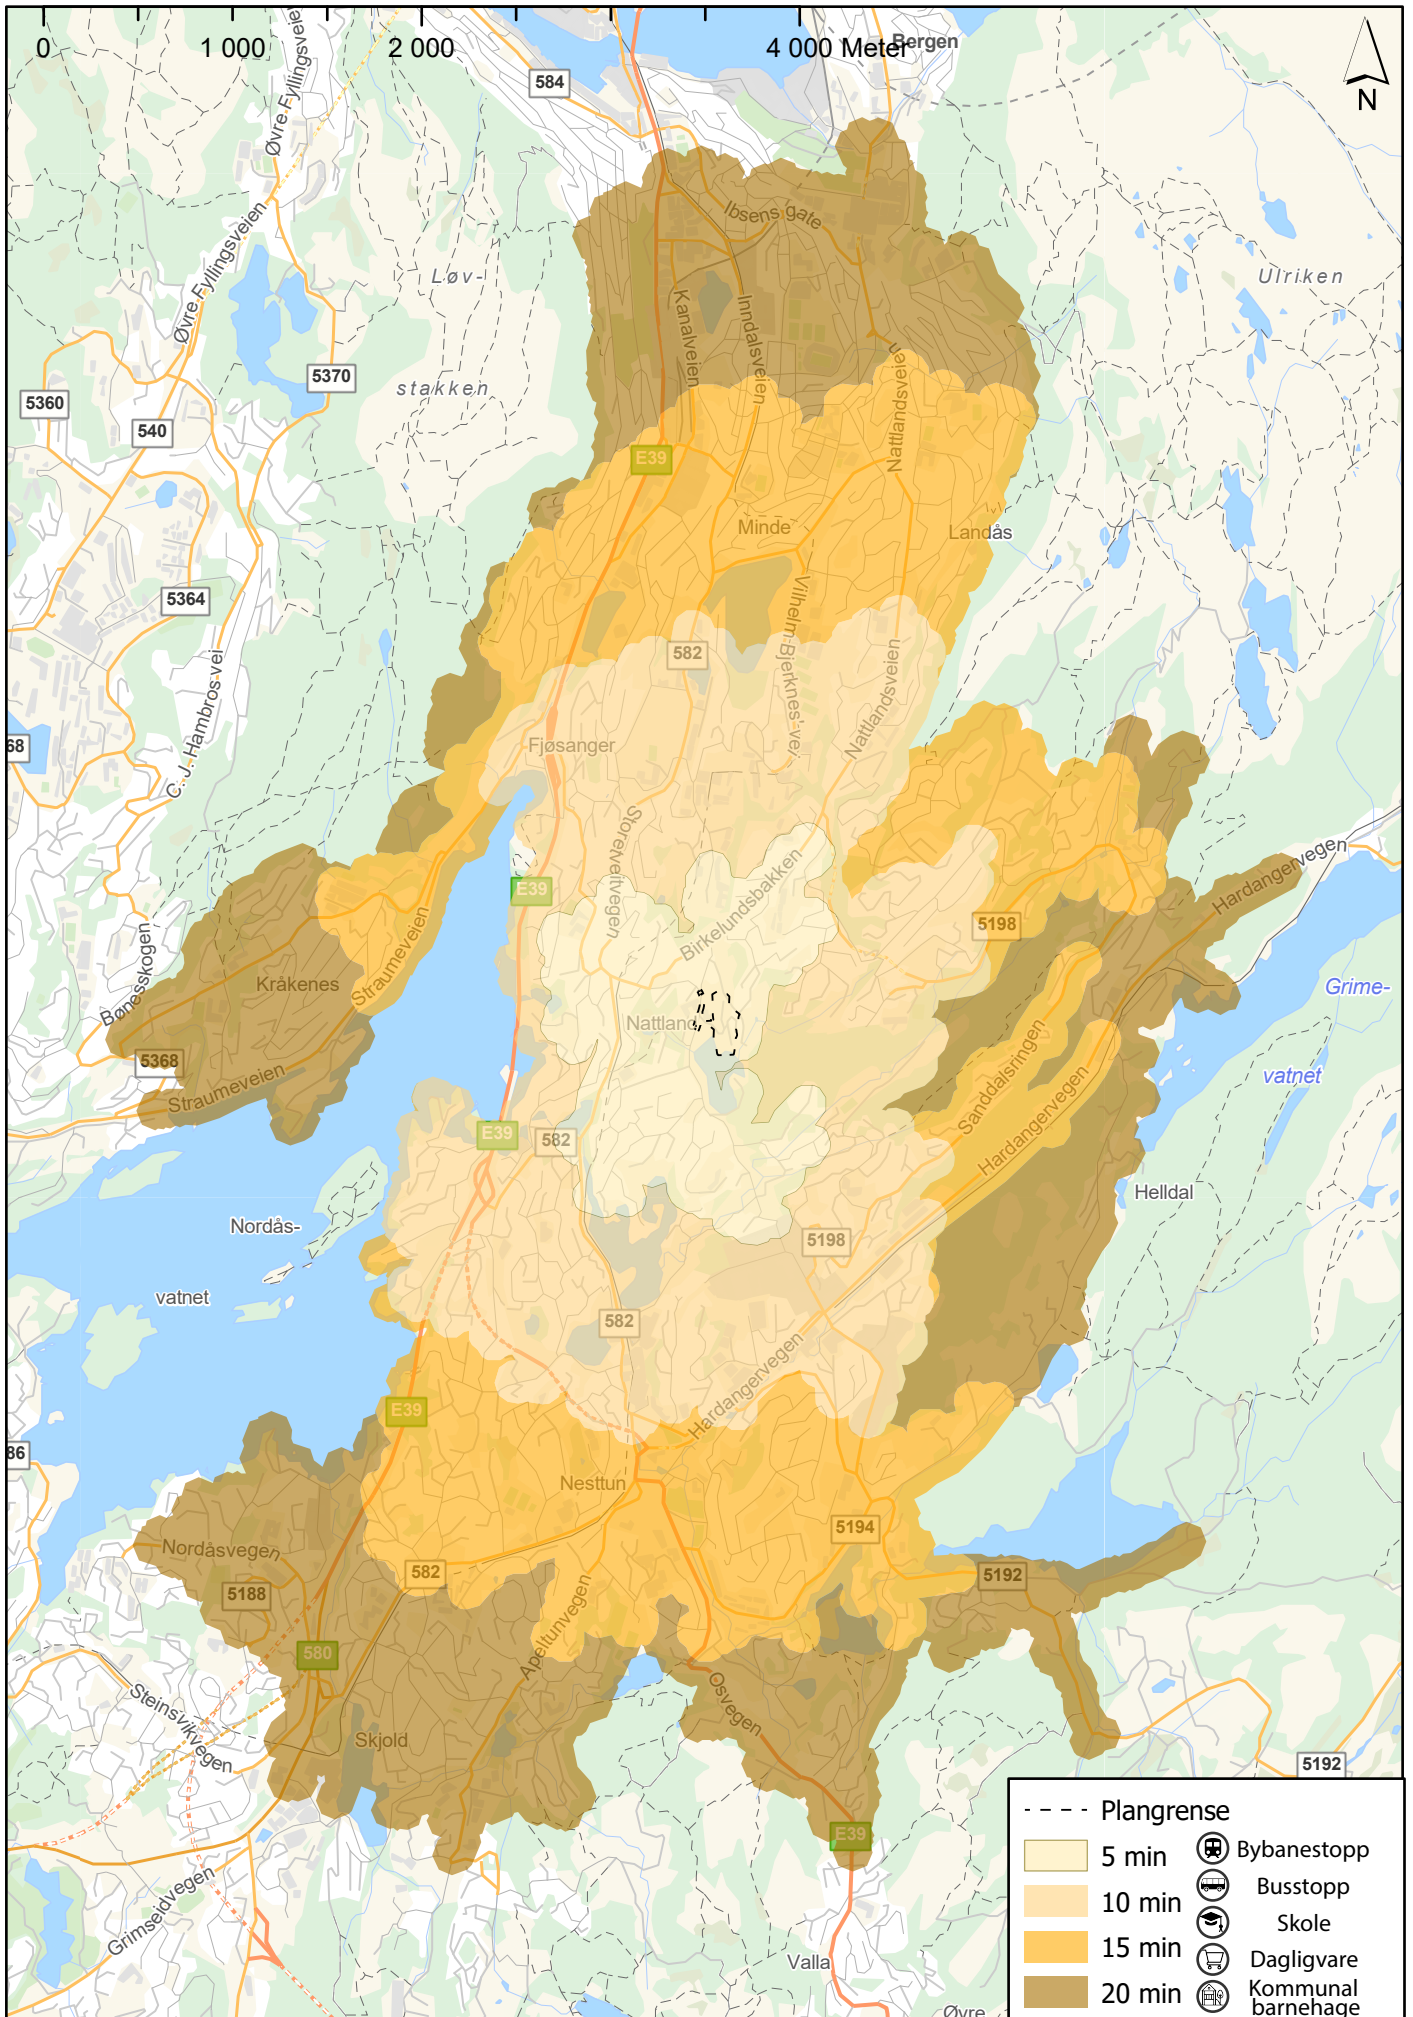 0
1 000
2 000
4 000 Meter
Bergen
N
Øvre Fyllingsveien
584
Ibsens gate
Øvre Fyllingsveien
Løv-
Ulriken
Kanalveien
Inndalsveien
stakken
5370
5360
540
Nattlandsveien
E39
Minde
Landås
5364
Vilhelm Bjerknes' vei
582
Nattlandsveien
C. J. Hambros vei
68
Fjøsanger
Storetveitvegen
Birkelundsbakken
Hardangervegen
E39
5198
Straumeveien
Bønesskogen
Kråkenes
Grime-
Nattland
5368
Straumeveien
vatnet
Sanddalsringen
Hardangervegen
E39
582
Helldal
Nordås-
5198
vatnet
582
Hardangervegen
E39
86
Nesttun
5194
Nordåsvegen
582
5192
5188
Apeltunvegen
580
Osvegen
Steinsvikvegen
Skjold
5192
E39
Grimseidvegen
Valla
Øvre
Plangrense
5 min
Bybanestopp
10 min
Busstopp
Skole
15 min
Dagligvare
20 min
Kommunal
barnehage